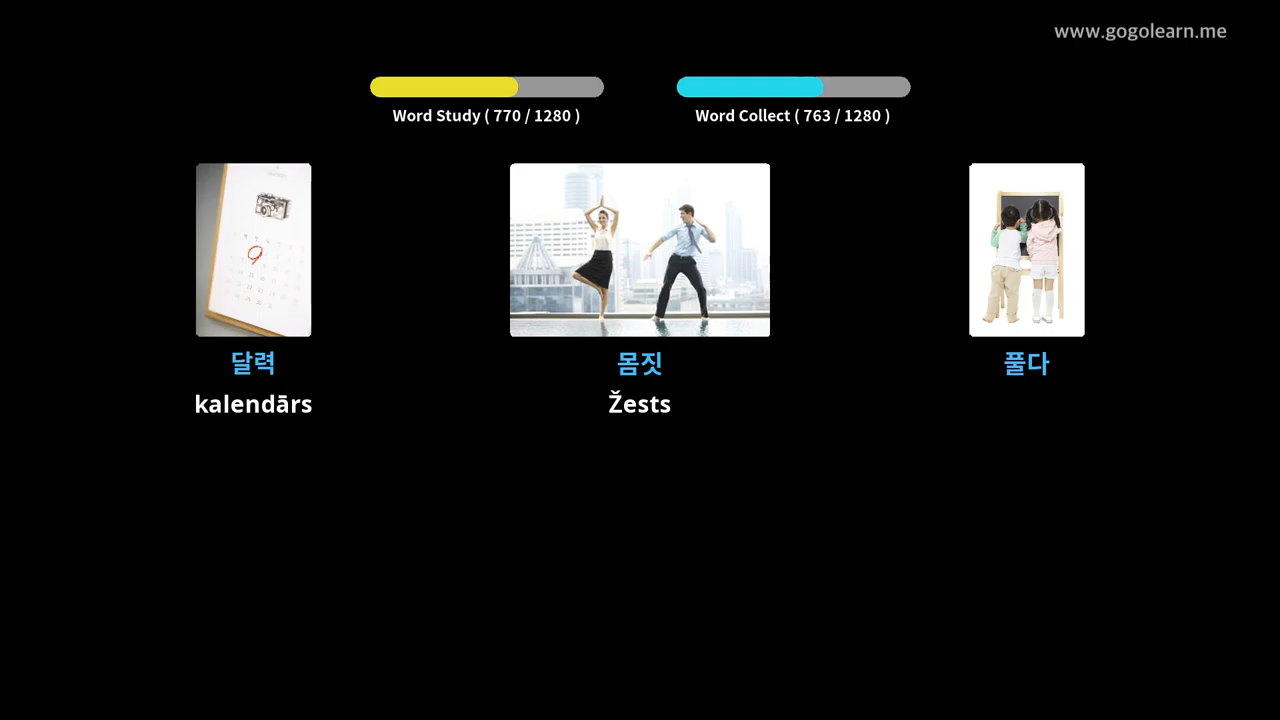 www.gogolearn.me
Word Study ( 770 / 1280 )
Word Collect ( 763 / 1280 )
달력
몸짓
풀다
kalendārs
Žests